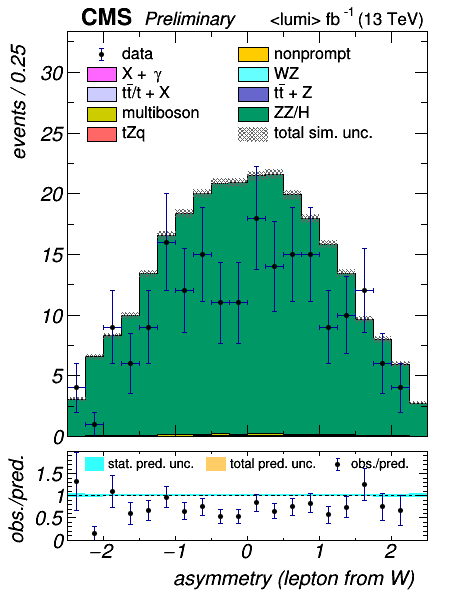 CMS Preliminary <lumi> fb⁻¹ (13 TeV)
events / 0.25
30
25
20
15
10
5
0
data nonprompt
X + γ WZ
tt̄/t + X tt̄ + Z
multiboson ZZ/H
tZq total sim. unc.
obs./pred.
1.5
1
0.5
0
stat. pred. unc. total pred. unc. obs./pred.
−2 −1 0 1 2
asymmetry (lepton from W)